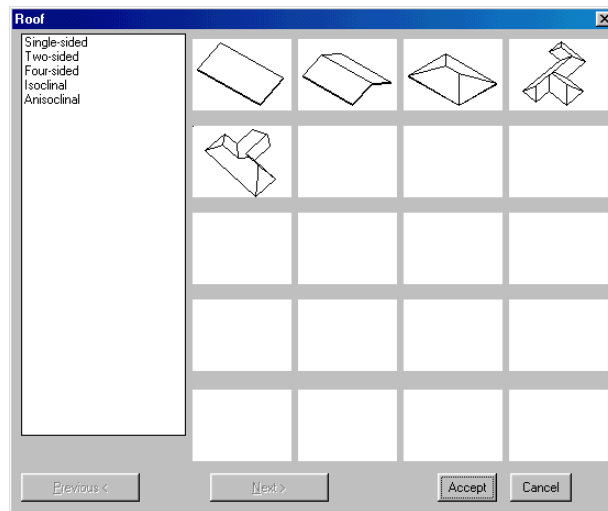 Roof
Single-sided
Two-sided
Four-sided
Isoclinal
Anisoclinal
Previous <
Next >
Accept
Cancel